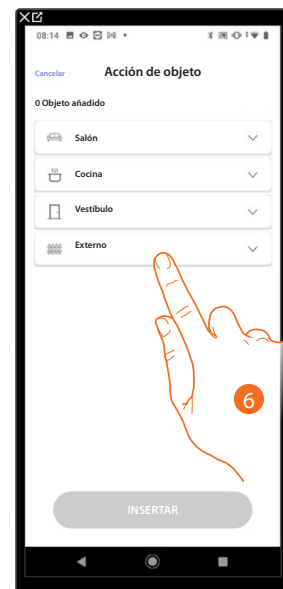 08:14
Cancelar Acción de objeto
0 Objeto añadido
Salón
Cocina
Vestíbulo
Externo
6
INSERTAR